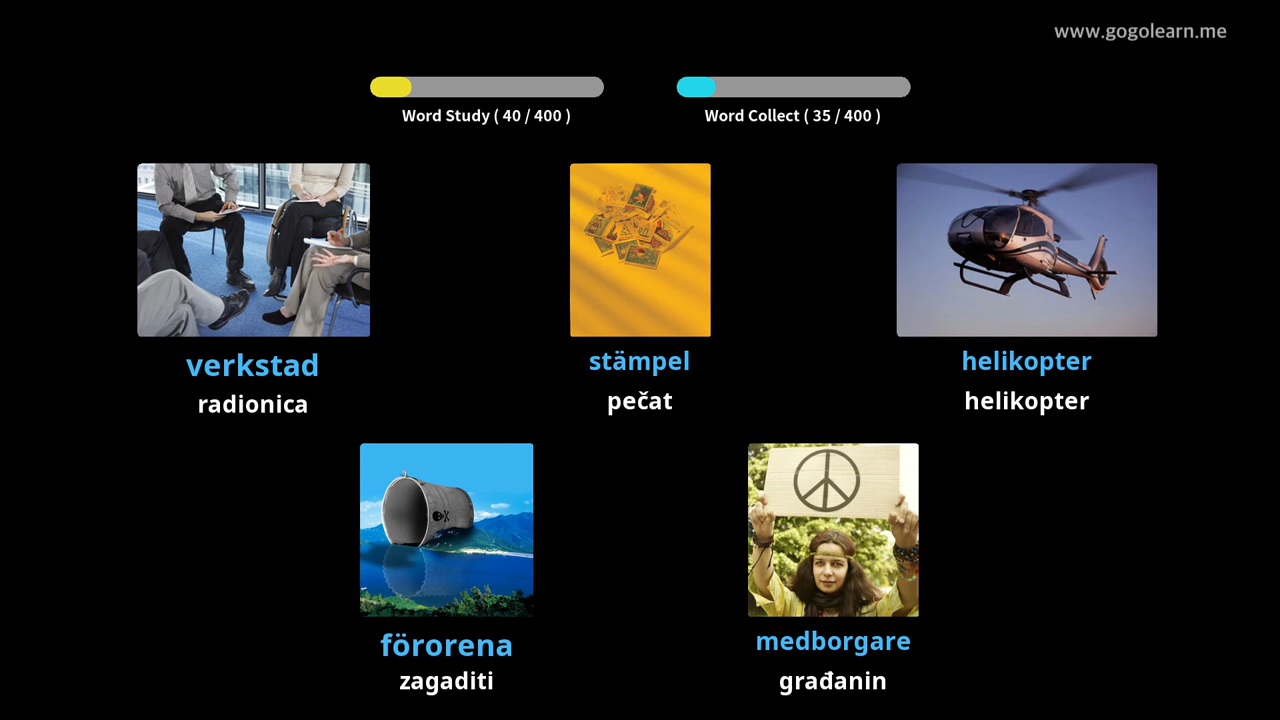 www.gogolearn.me
Word Study ( 40 / 400 )
Word Collect ( 35 / 400 )
verkstad
radionica
stämpel
pečat
helikopter
helikopter
förorena
zagaditi
medborgare
građanin